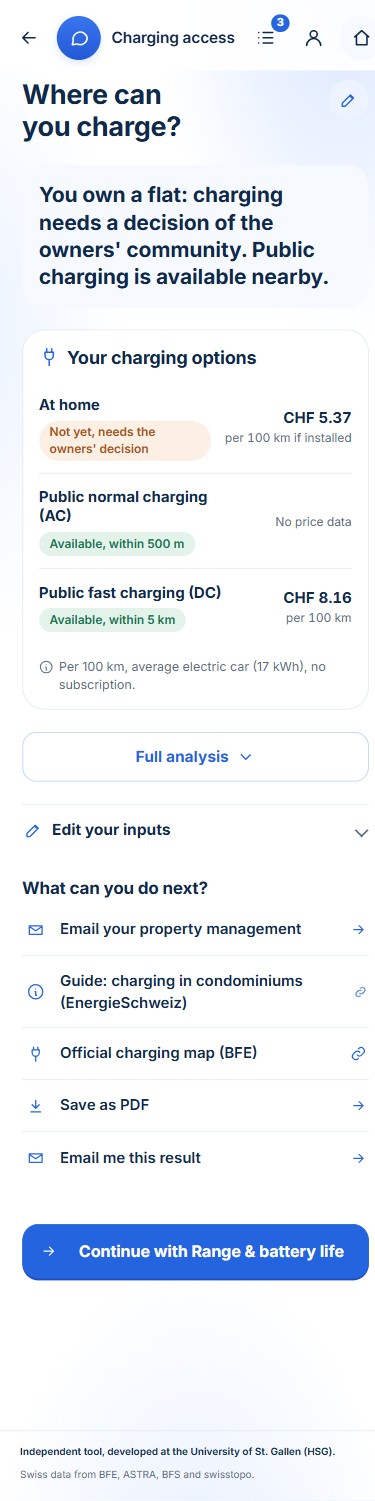 Charging access
3
Where can
you charge?
You own a flat: charging
needs a decision of the
owners' community. Public
charging is available nearby.
Your charging options
At home
Not yet, needs the
owners' decision
CHF 5.37
per 100 km if installed
Public normal charging
(AC)
Available, within 500 m
No price data
Public fast charging (DC)
Available, within 5 km
CHF 8.16
per 100 km
Per 100 km, average electric car (17 kWh), no
subscription.
Full analysis
Edit your inputs
What can you do next?
Email your property management
Guide: charging in condominiums
(EnergieSchweiz)
Official charging map (BFE)
Save as PDF
Email me this result
Continue with Range & battery life
Independent tool, developed at the University of St. Gallen (HSG).
Swiss data from BFE, ASTRA, BFS and swisstopo.